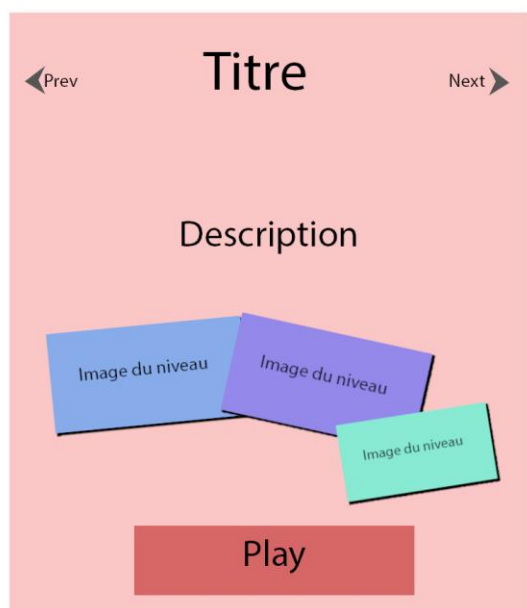 Titre
Prev
Next
Description
Image du niveau
Image du niveau
Image du niveau
Play